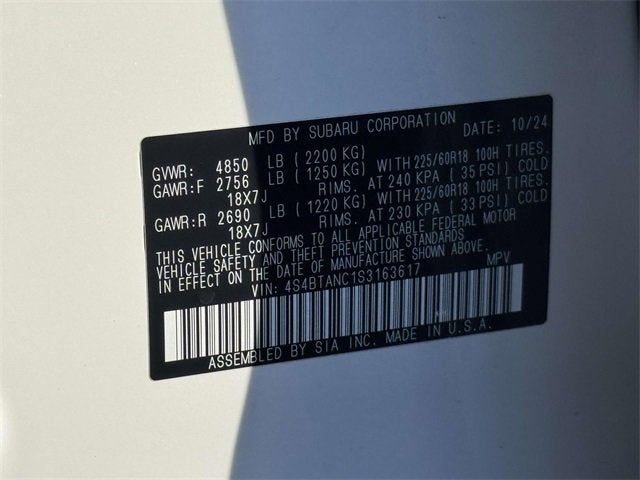 MFD BY SUBARU CORPORATION DATE: 10/24
GVWR: 4850 LB (2200 KG)
GAWR:F 2756 LB (1250 KG) WITH 225/60R18 100H TIRES.
18X7J RIMS. AT 240 KPA (35 PSI) COLD
GAWR:R 2690 LB (1220 KG) WITH 225/60R18 100H TIRES.
18X7J RIMS. AT 230 KPA (33 PSI) COLD
THIS VEHICLE CONFORMS TO ALL APPLICABLE FEDERAL MOTOR
VEHICLE SAFETY AND THEFT PREVENTION STANDARDS
IN EFFECT ON THE DATE OF MANUFACTURE SHOWN ABOVE.
VIN: 4S4BTANC1S3163617 MPV
ASSEMBLED BY SIA INC. MADE IN U.S.A.